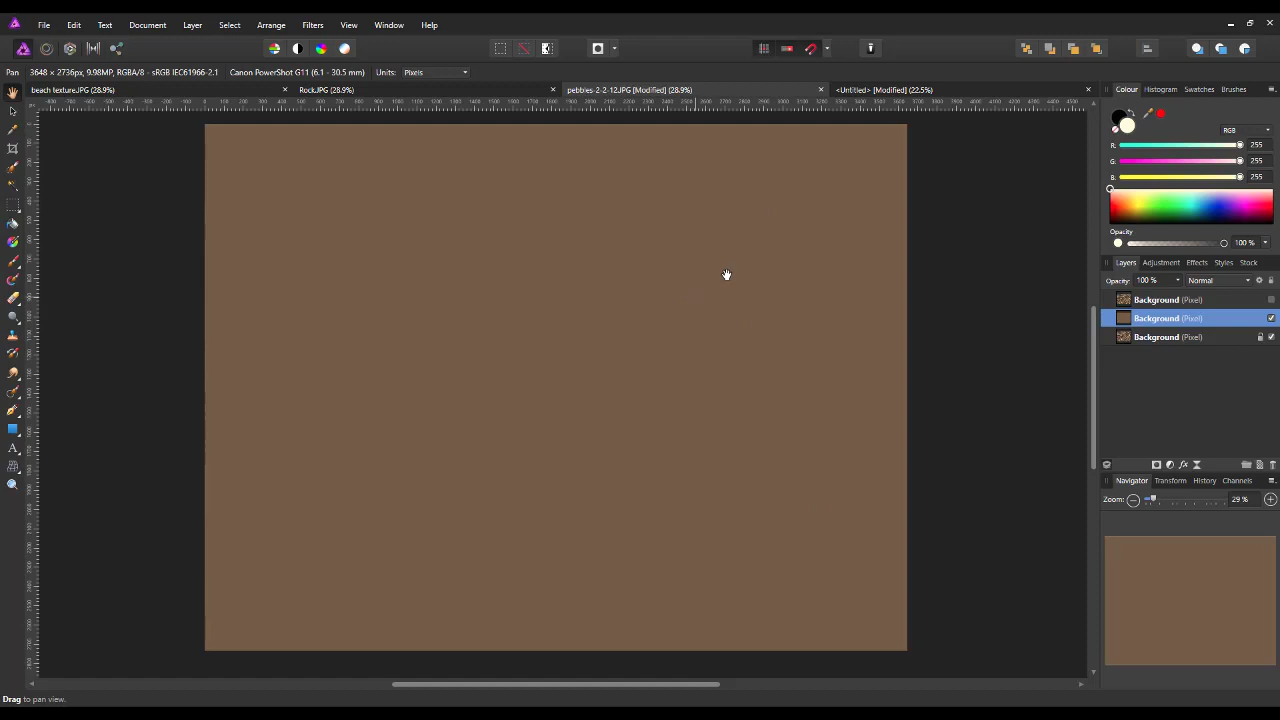 File Edit Text Document Layer Select Arrange Filters View Window Help
Pan 3648 × 2736px, 9.98MP, RGBA/8 - sRGB IEC61966-2.1 Canon PowerShot G11 (6.1 - 30.5 mm) Units: Pixels
beach texture.JPG (28.9%) Rock.JPG (28.9%) pebbles-2-2-12.JPG [Modified] (28.9%) <Untitled> [Modified] (22.5%)
Colour Histogram Swatches Brushes
RGB
R: 255
G: 255
B: 255
Opacity
100 %
Layers Adjustment Effects Styles Stock
Opacity: 100 % Normal
Background (Pixel)
Background (Pixel)
Background (Pixel)
Navigator Transform History Channels
Zoom: 29 %
Drag to pan view.